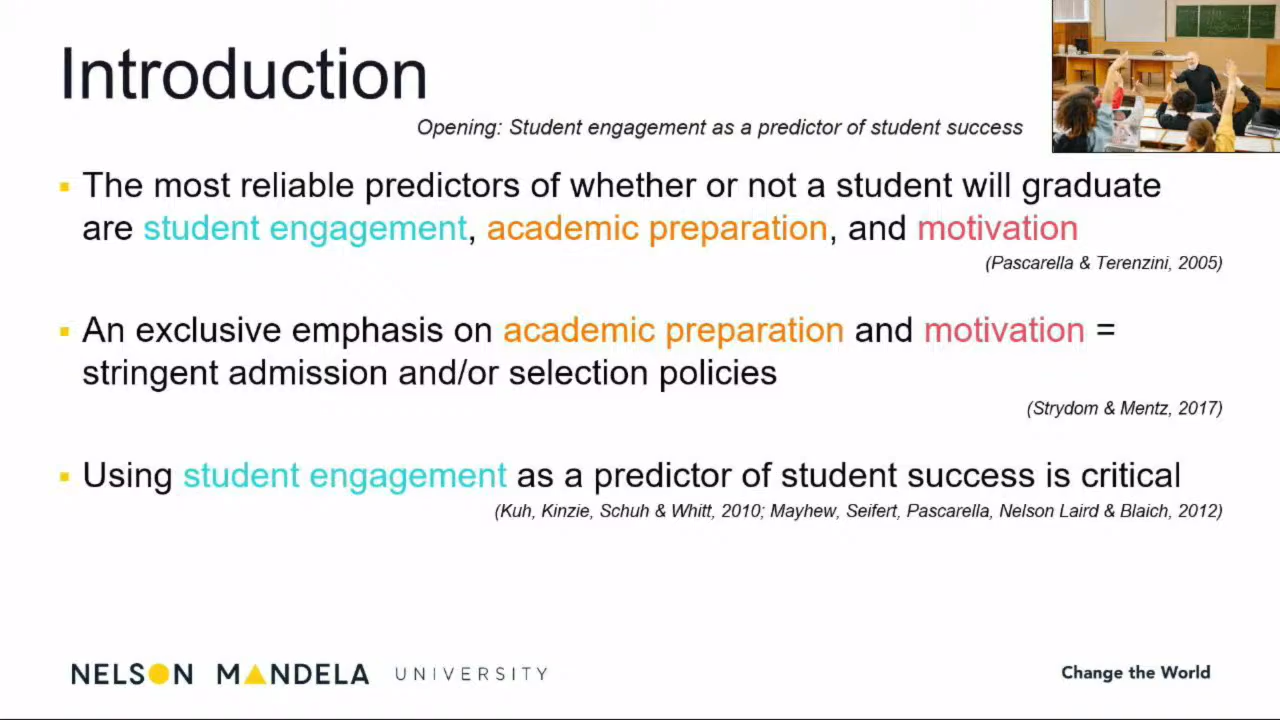 Introduction
Opening: Student engagement as a predictor of student success
The most reliable predictors of whether or not a student will graduate
are student engagement, academic preparation, and motivation
(Pascarella & Terenzini, 2005)
An exclusive emphasis on academic preparation and motivation =
stringent admission and/or selection policies
(Strydom & Mentz, 2017)
Using student engagement as a predictor of student success is critical
(Kuh, Kinzie, Schuh & Whitt, 2010; Mayhew, Seifert, Pascarella, Nelson Laird & Blaich, 2012)
NELSON MANDELA UNIVERSITY
Change the World